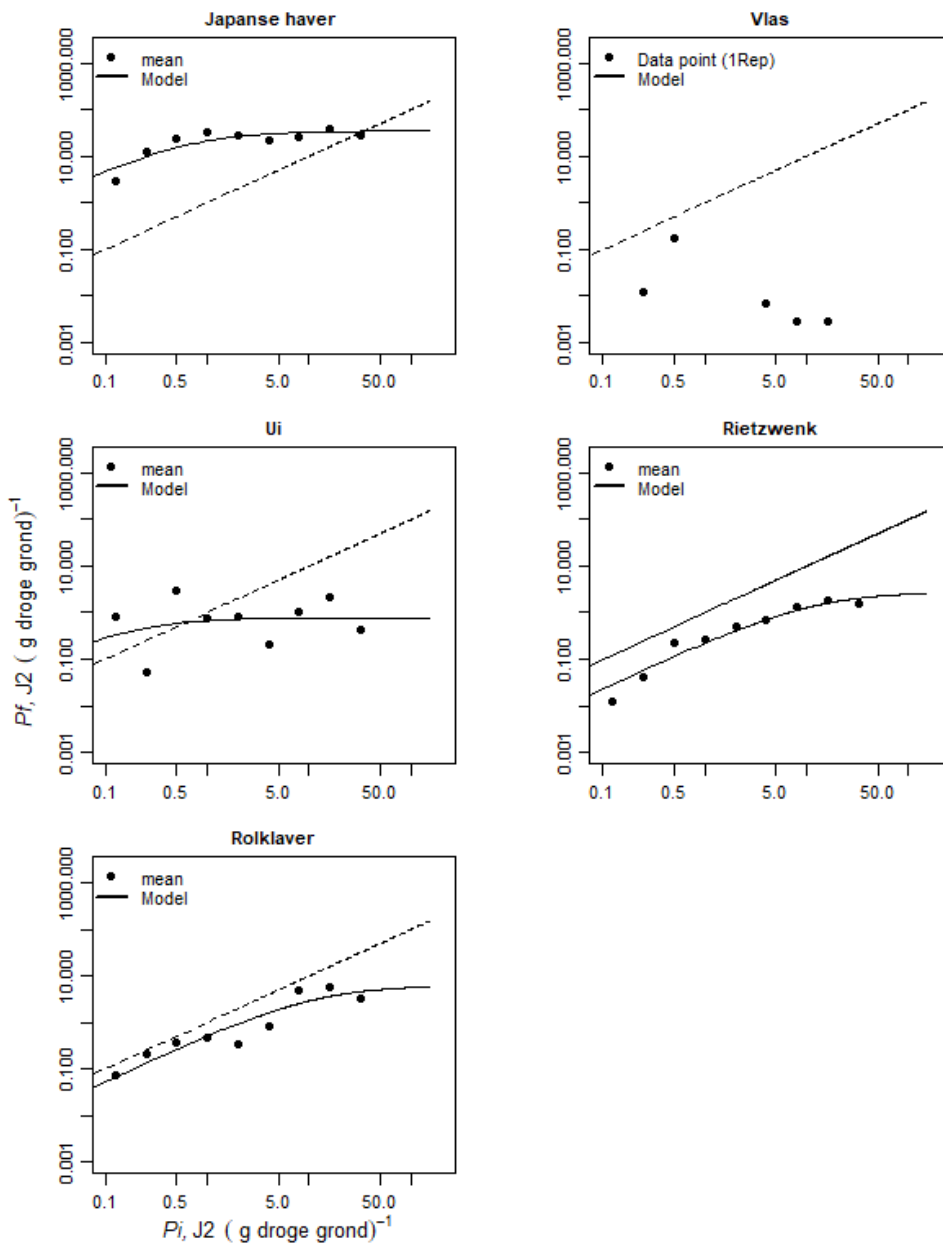 Japanse haver
mean
Model
1000.000
10.000
0.100
0.001
0.1 0.5 5.0 50.0
Vlas
Data point (1Rep)
Model
1000.000
10.000
0.100
0.001
0.1 0.5 5.0 50.0
Ui
mean
Model
1000.000
10.000
0.100
0.001
0.1 0.5 5.0 50.0
Rietzwenk
mean
Model
1000.000
10.000
0.100
0.001
0.1 0.5 5.0 50.0
Pf, J2 ( g droge grond)⁻¹
Rolklaver
mean
Model
1000.000
10.000
0.100
0.001
0.1 0.5 5.0 50.0
Pi, J2 ( g droge grond)⁻¹